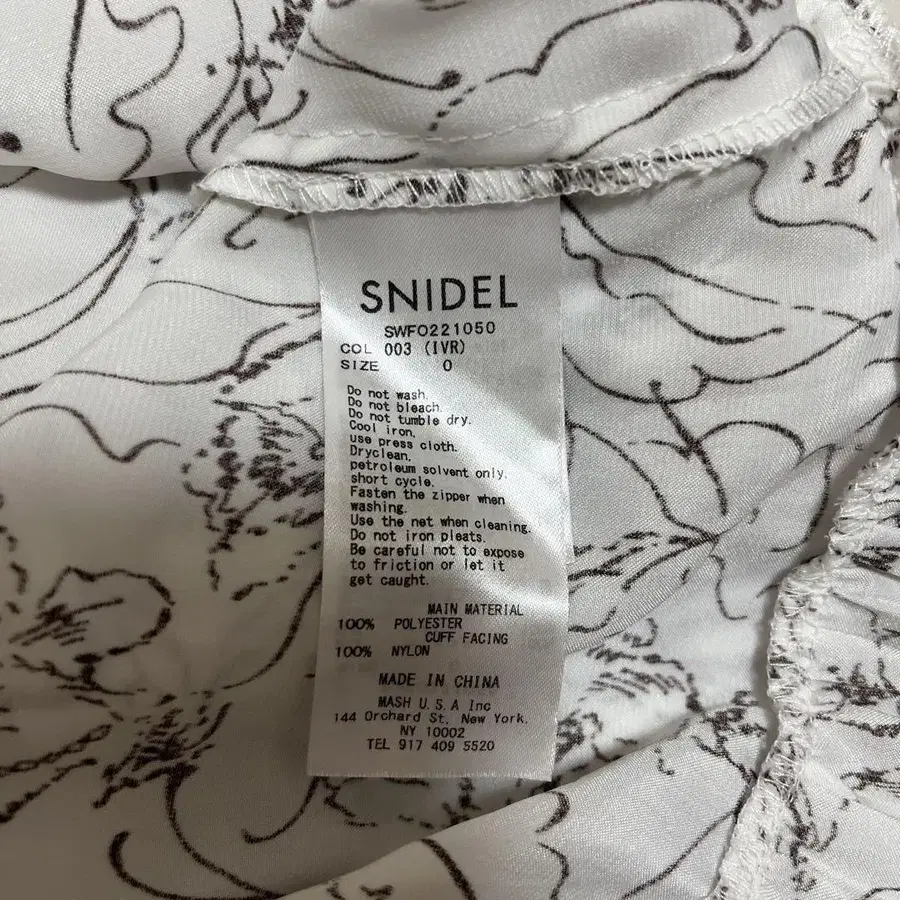 SNIDEL
SWFO221050
COL 003 (IVR)
SIZE 0
Do not wash.
Do not bleach.
Do not tumble dry.
Cool iron,
use press cloth.
Dryclean,
petroleum solvent only.
short cycle.
Fasten the zipper when
washing.
Use the net when cleaning.
Do not iron pleats.
Be careful not to expose
to friction or let it
get caught.
MAIN MATERIAL
100% POLYESTER
CUFF FACING
100% NYLON
MADE IN CHINA
MASH U.S.A Inc
144 Orchard St, New York,
NY 10002
TEL 917 409 5520